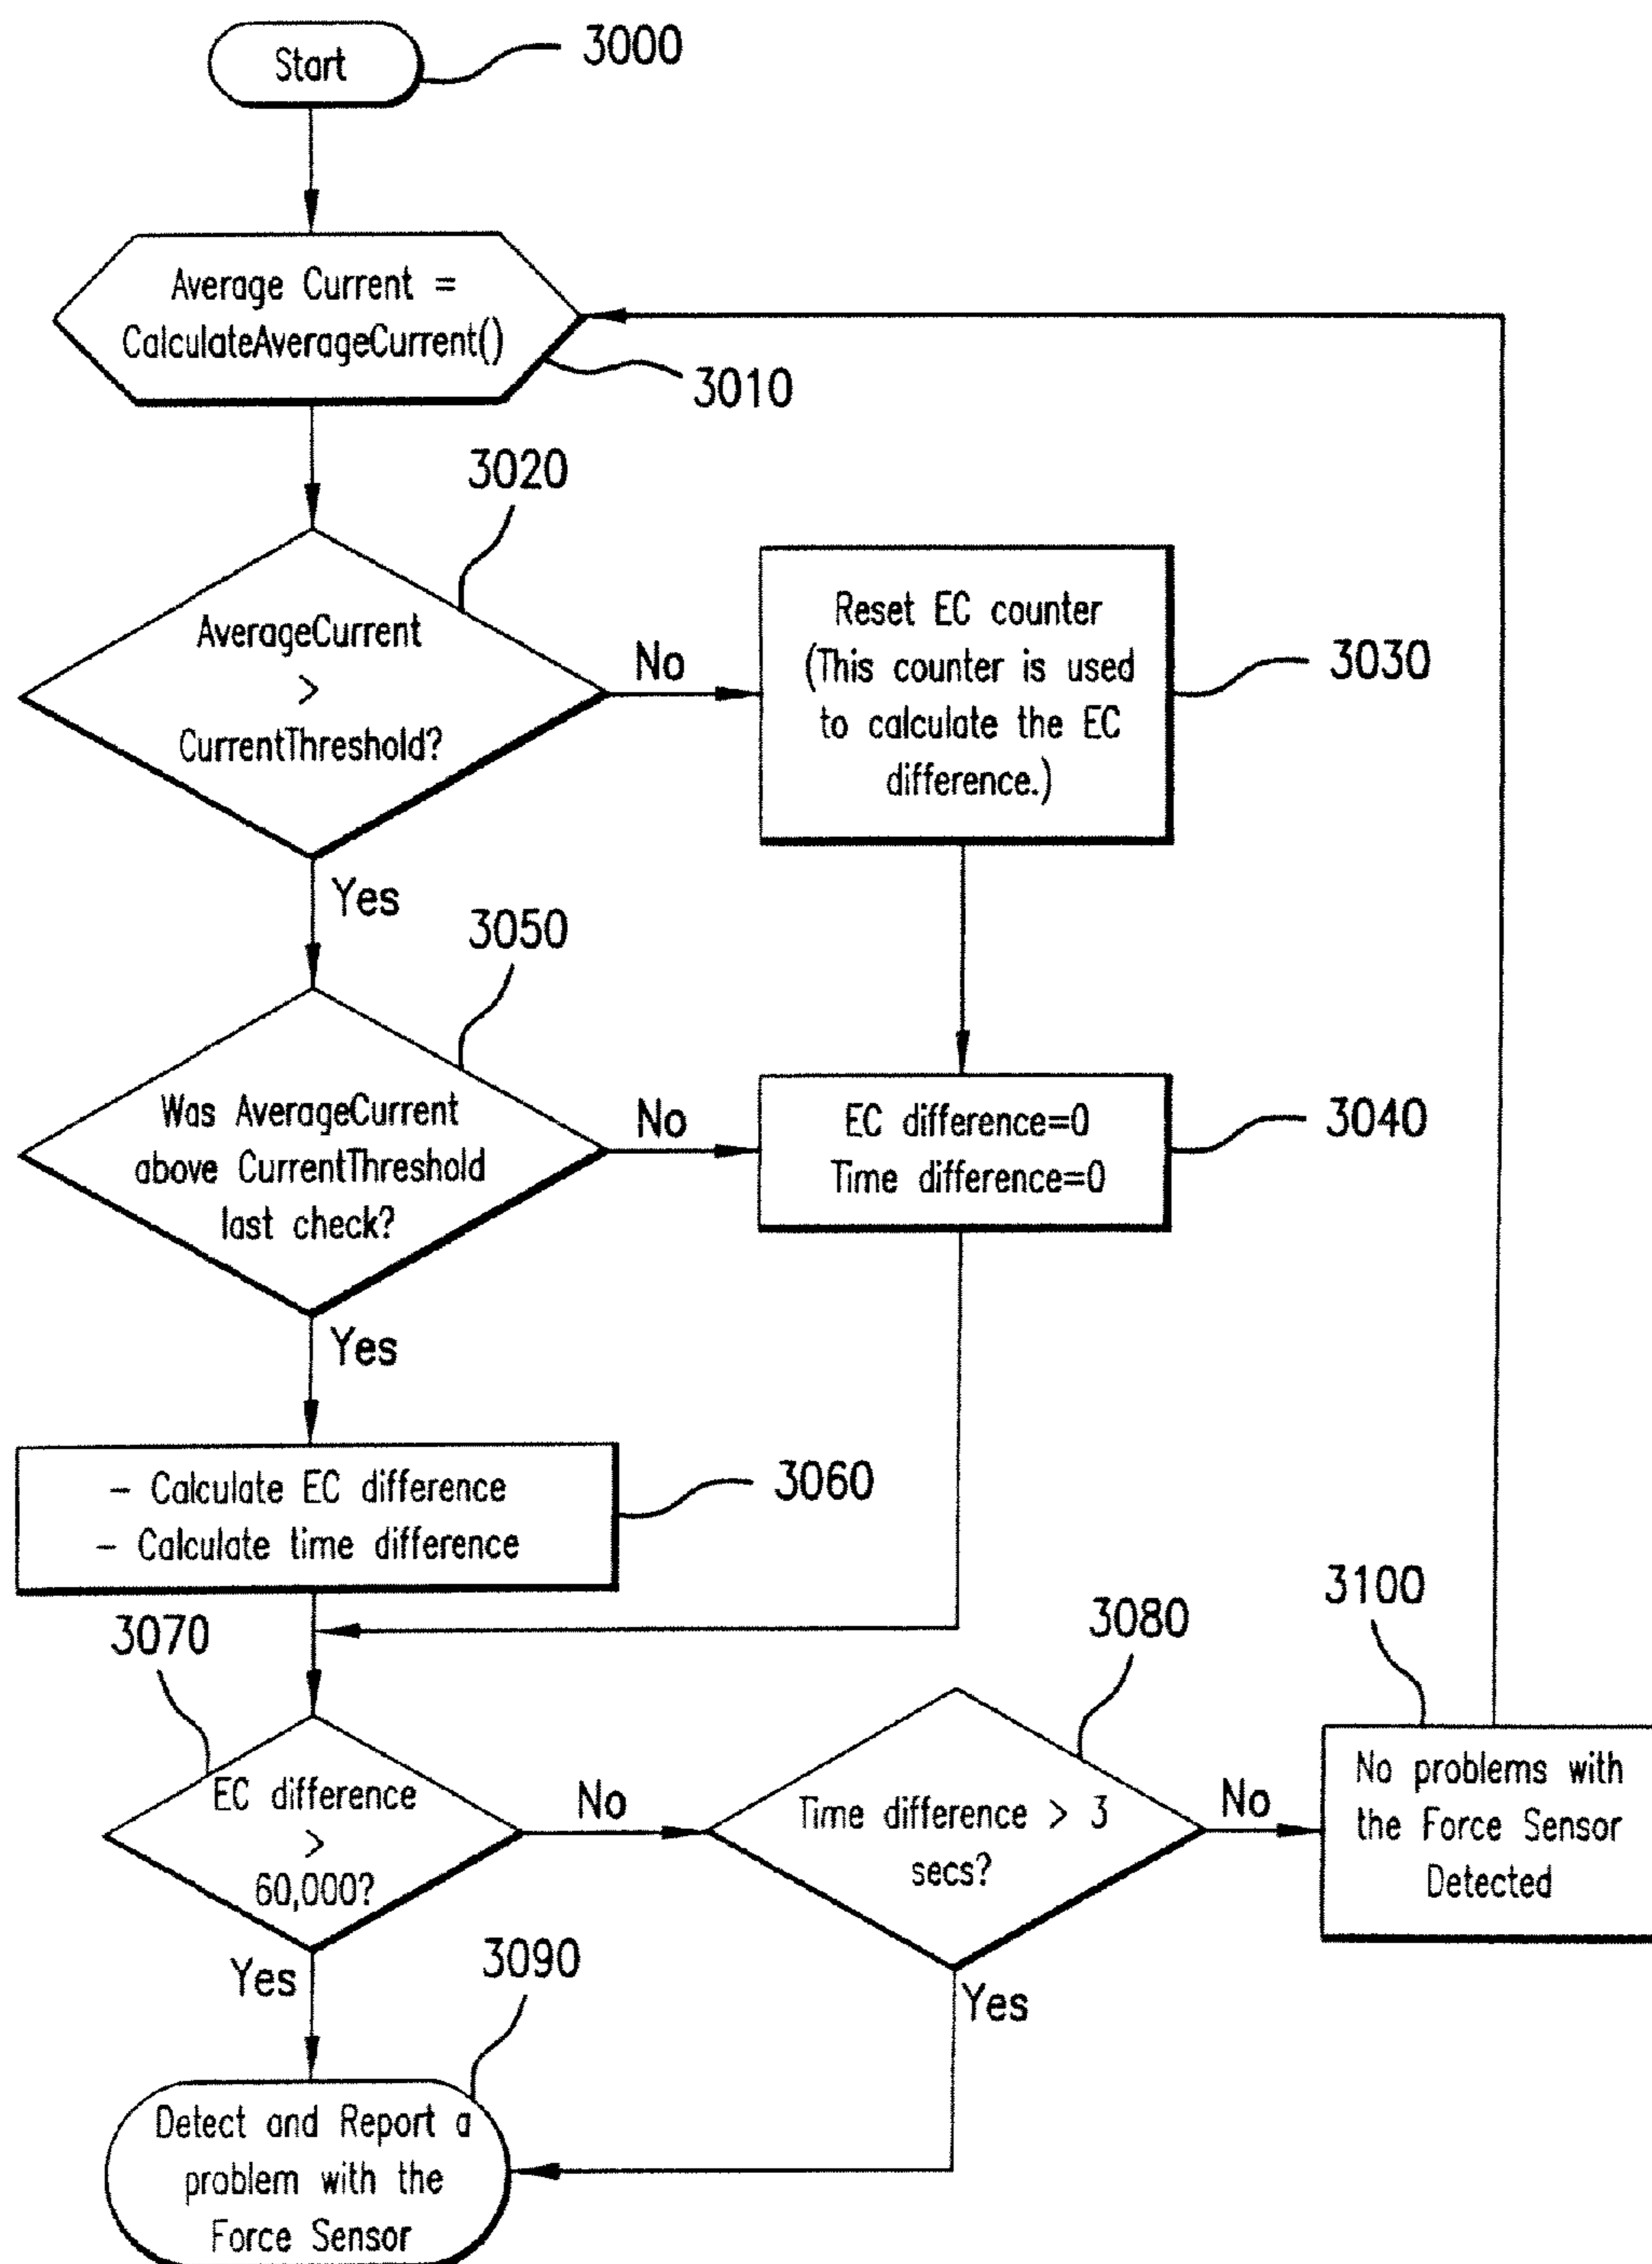 Start
3000
Average Current =
CalculateAverageCurrent()
3010
3020
AverageCurrent
>
CurrentThreshold?
No
Reset EC counter
(This counter is used
to calculate the EC
difference.)
3030
Yes
3050
Was AverageCurrent
above CurrentThreshold
last check?
No
EC difference=0
Time difference=0
3040
Yes
- Calculate EC difference
- Calculate time difference
3060
3070
EC difference
>
60,000?
No
3080
Time difference > 3
secs?
No
3100
No problems with
the Force Sensor
Detected
Yes
3090
Yes
Detect and Report a
problem with the
Force Sensor